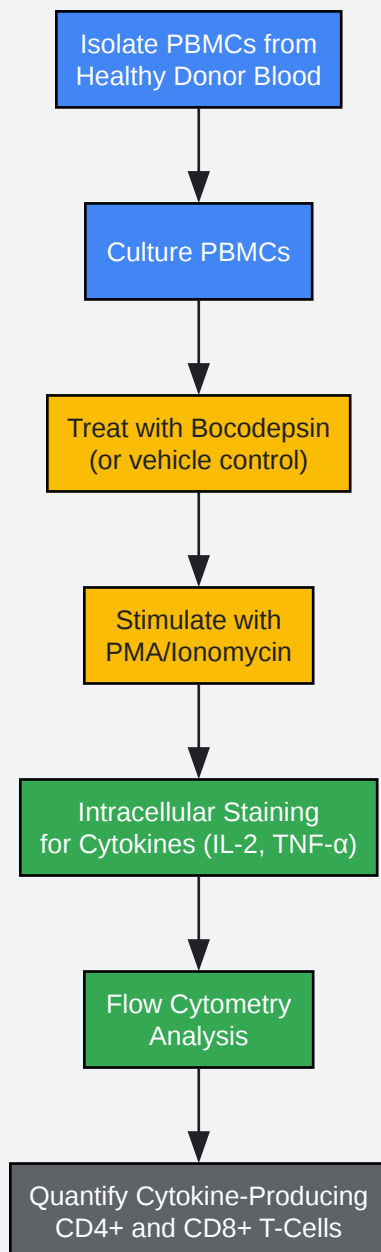 Isolate PBMCs from
Healthy Donor Blood
Culture PBMCs
Treat with Bocodepsin
(or vehicle control)
Stimulate with
PMA/Ionomycin
Intracellular Staining
for Cytokines (IL-2, TNF-α)
Flow Cytometry
Analysis
Quantify Cytokine-Producing
CD4+ and CD8+ T-Cells